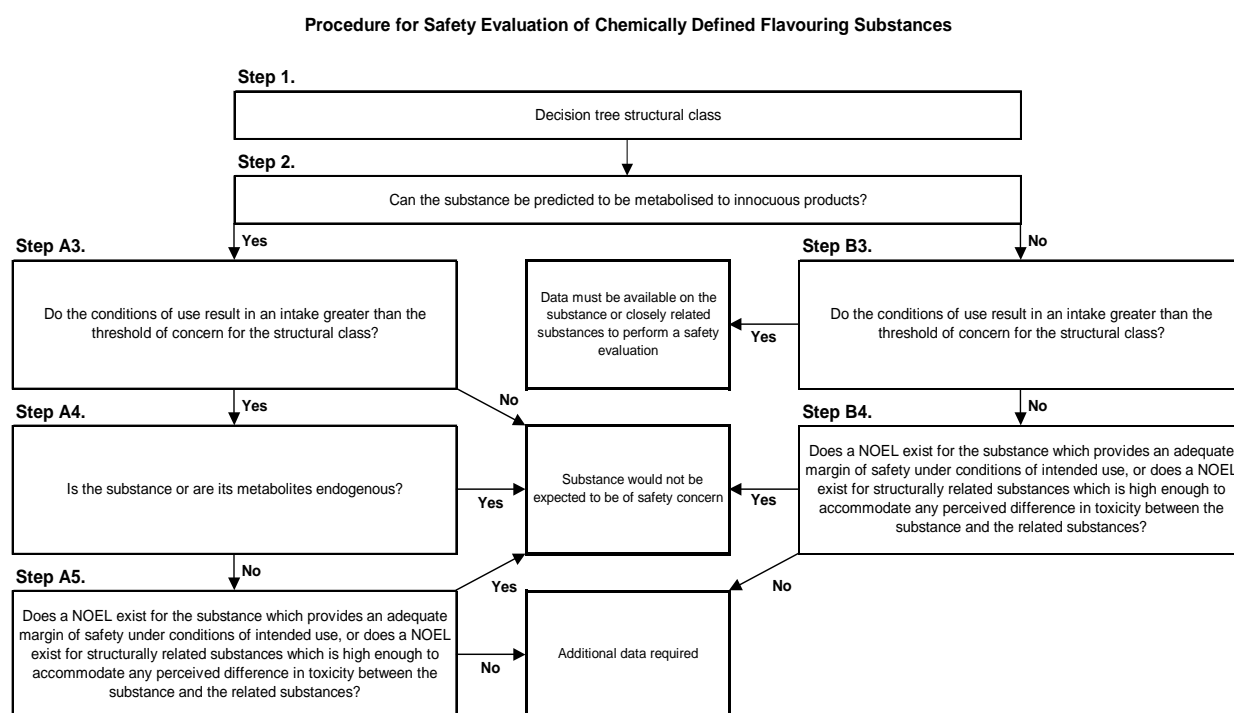 Procedure for Safety Evaluation of Chemically Defined Flavouring Substances
Step 1.
Decision tree structural class
Step 2.
Can the substance be predicted to be metabolised to innocuous products?
Step A3.
Yes
Step B3.
No
Do the conditions of use result in an intake greater than the
threshold of concern for the structural class?
Data must be available on the
substance or closely related
substances to perform a safety
evaluation
Yes
Do the conditions of use result in an intake greater than the
threshold of concern for the structural class?
Step A4.
Yes
No
Step B4.
No
Is the substance or are its metabolites endogenous?
Yes
Substance would not be
expected to be of safety concern
Yes
Does a NOEL exist for the substance which provides an adequate
margin of safety under conditions of intended use, or does a NOEL
exist for structurally related substances which is high enough to
accommodate any perceived difference in toxicity between the
substance and the related substances?
Step A5.
No
Yes
No
Does a NOEL exist for the substance which provides an adequate
margin of safety under conditions of intended use, or does a NOEL
exist for structurally related substances which is high enough to
accommodate any perceived difference in toxicity between the
substance and the related substances?
No
Additional data required